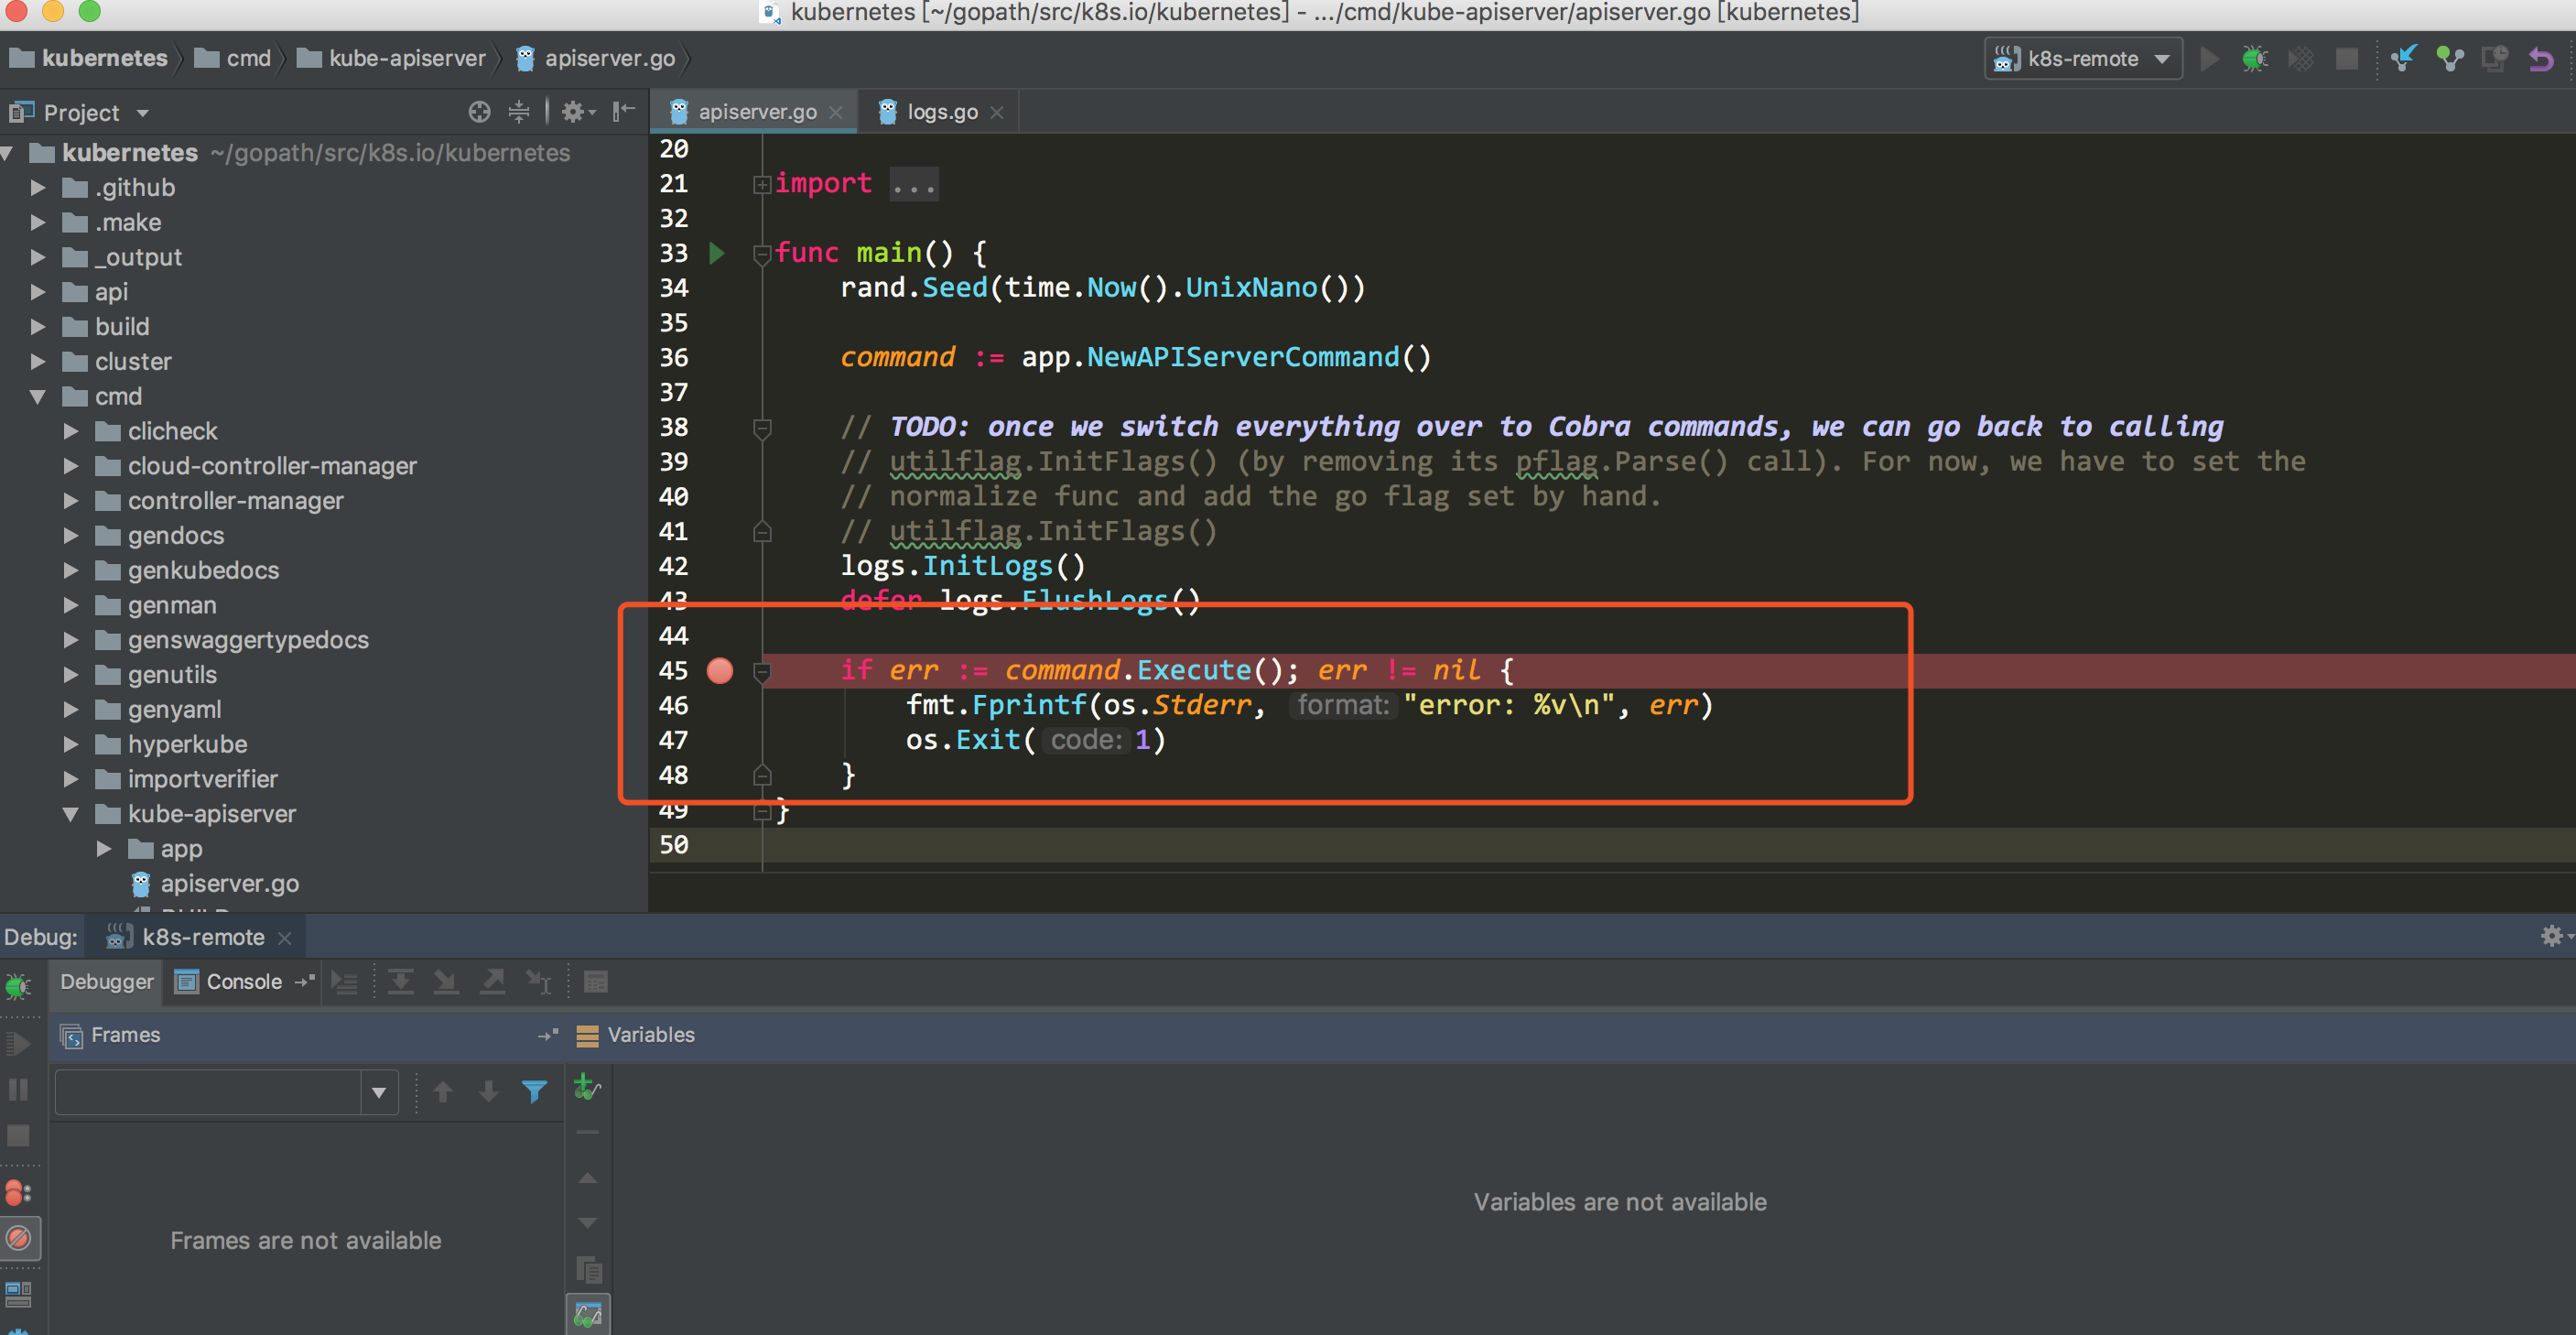 kubernetes [~/gopath/src/k8s.io/kubernetes] - .../cmd/kube-apiserver/apiserver.go [kubernetes]
kubernetes cmd kube-apiserver apiserver.go k8s-remote
Project
apiserver.go logs.go
kubernetes ~/gopath/src/k8s.io/kubernetes
.github
.make
_output
api
build
cluster
cmd
clicheck
cloud-controller-manager
controller-manager
gendocs
genkubedocs
genman
genswaggertypedocs
genutils
genyaml
hyperkube
importverifier
kube-apiserver
app
apiserver.go
20
21 import ...
32
33 func main() {
34 rand.Seed(time.Now().UnixNano())
35
36 command := app.NewAPIServerCommand()
37
38 // TODO: once we switch everything over to Cobra commands, we can go back to calling
39 // utilflag.InitFlags() (by removing its pflag.Parse() call). For now, we have to set the
40 // normalize func and add the go flag set by hand.
41 // utilflag.InitFlags()
42 logs.InitLogs()
43 defer logs.FlushLogs()
44
45 if err := command.Execute(); err != nil {
46 fmt.Fprintf(os.Stderr, format: "error: %v\n", err)
47 os.Exit( code: 1)
48 }
49 }
50
Debug: k8s-remote
Debugger Console
Frames Variables
Frames are not available
Variables are not available